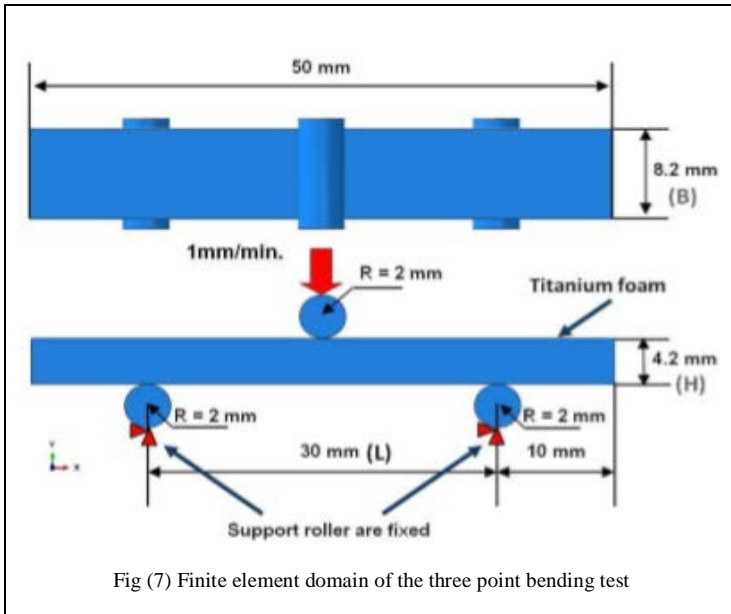 50 mm
8.2 mm
(B)
1mm/min.
R = 2 mm
Titanium foam
4.2 mm
(H)
R = 2 mm
R = 2 mm
30 mm (L)
10 mm
Y
X
Support roller are fixed
Fig (7) Finite element domain of the three point bending test